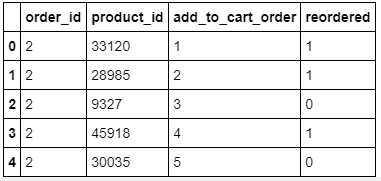 order_id product_id add_to_cart_order reordered
0 2 33120 1 1
1 2 28985 2 1
2 2 9327 3 0
3 2 45918 4 1
4 2 30035 5 0